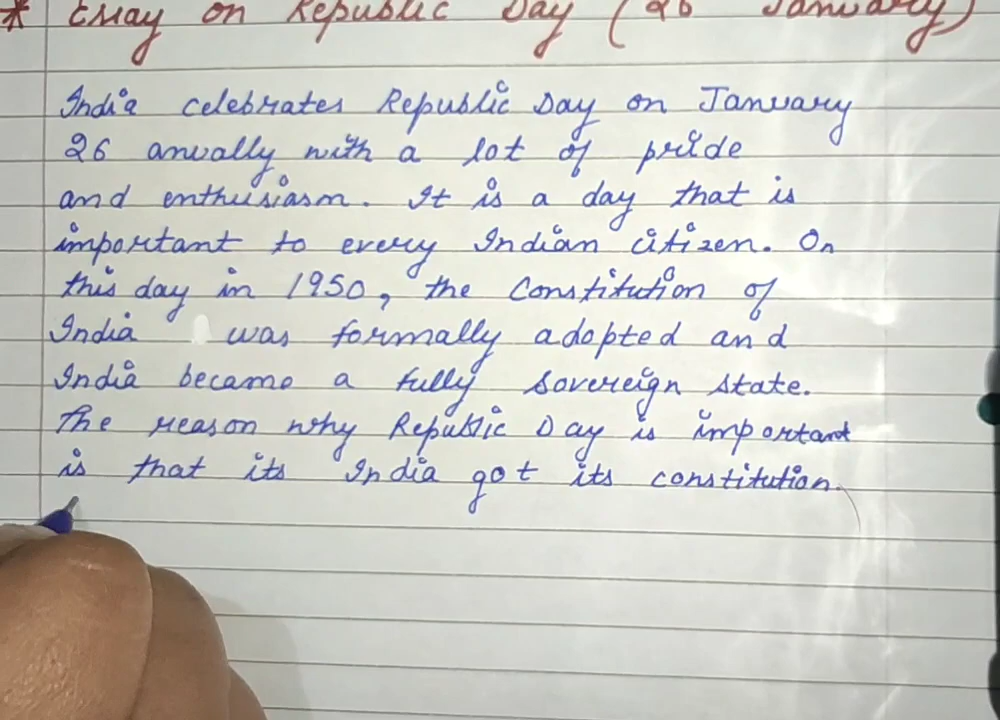 * Essay on Republic Day (26 January)
India celebrates Republic Day on January
26 anually with a lot of pride
and enthusiasm. It is a day that is
important to every Indian citizen. On
this day in 1950, the Constitution of
India was formally adopted and
India became a fully sovereign state.
The reason why Republic Day is important
is that its India got its constitution.